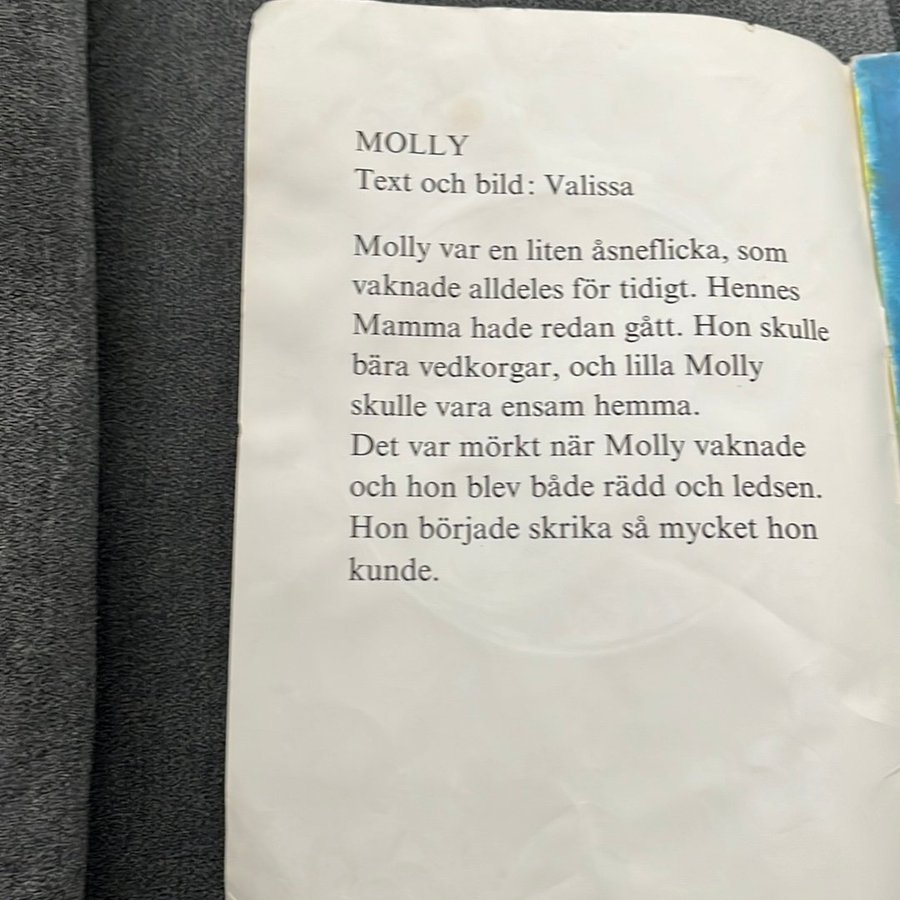 MOLLY
Text och bild: Valissa
Molly var en liten åsneflicka, som
vaknade alldeles för tidigt. Hennes
Mamma hade redan gått. Hon skulle
bära vedkorgar, och lilla Molly
skulle vara ensam hemma.
Det var mörkt när Molly vaknade
och hon blev både rädd och ledsen.
Hon började skrika så mycket hon
kunde.